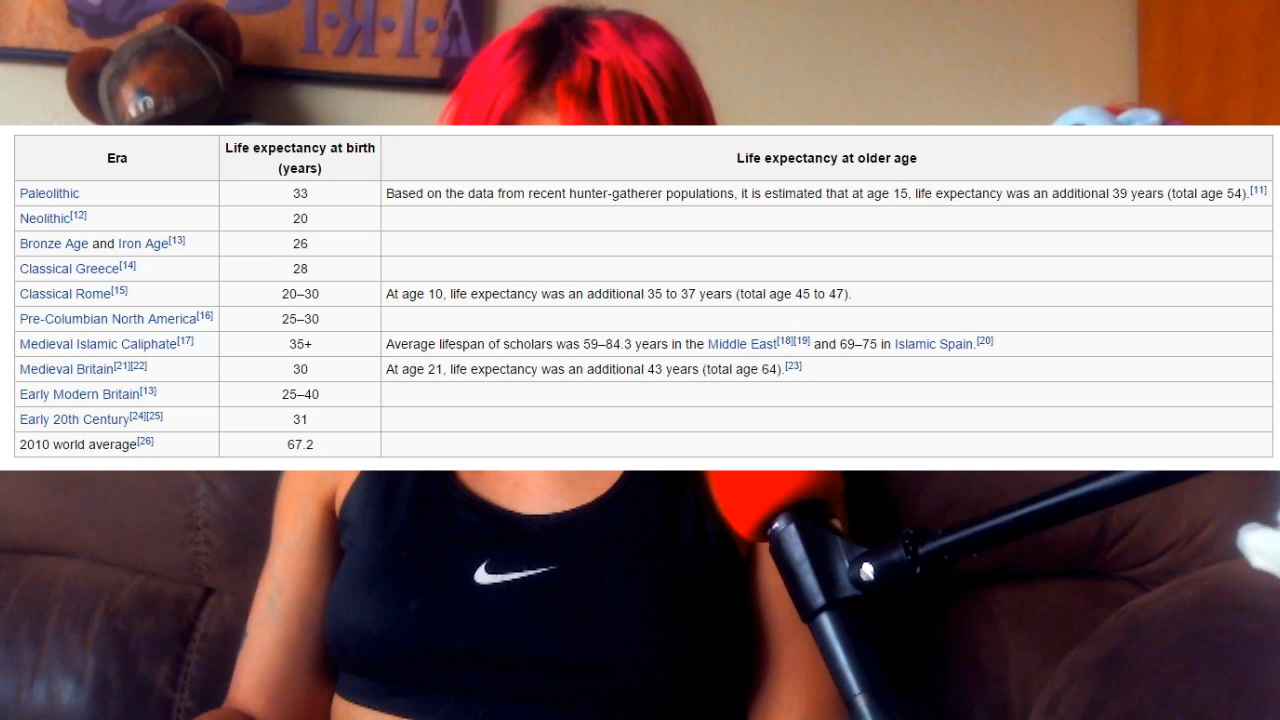 A·I·R·I
Era Life expectancy at birth (years) Life expectancy at older age
Paleolithic 33 Based on the data from recent hunter-gatherer populations, it is estimated that at age 15, life expectancy was an additional 39 years (total age 54).[11]
Neolithic[12] 20
Bronze Age and Iron Age[13] 26
Classical Greece[14] 28
Classical Rome[15] 20–30 At age 10, life expectancy was an additional 35 to 37 years (total age 45 to 47).
Pre-Columbian North America[16] 25–30
Medieval Islamic Caliphate[17] 35+ Average lifespan of scholars was 59–84.3 years in the Middle East[18][19] and 69–75 in Islamic Spain.[20]
Medieval Britain[21][22] 30 At age 21, life expectancy was an additional 43 years (total age 64).[23]
Early Modern Britain[13] 25–40
Early 20th Century[24][25] 31
2010 world average[26] 67.2